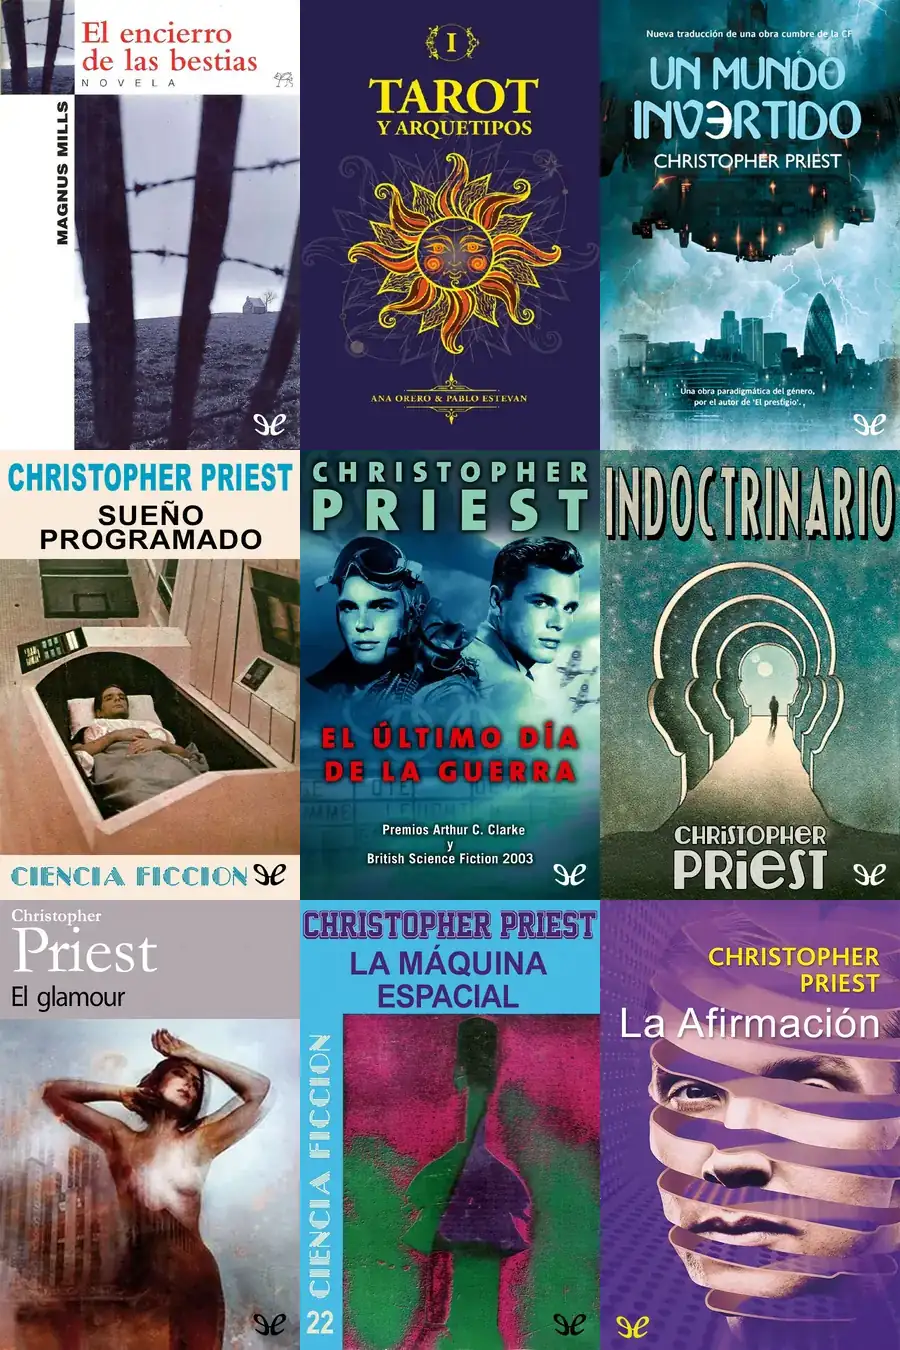 El encierro
de las bestias
NOVELA
MAGNUS MILLS
I
TAROT
Y ARQUETIPOS
ANA ORERO & PABLO ESTEVAN
Nueva traducción de una obra cumbre de la CF
UN MUNDO
INVERTIDO
CHRISTOPHER PRIEST
Una obra paradigmática del género,
por el autor de 'El prestigio'.
CHRISTOPHER PRIEST
SUEÑO
PROGRAMADO
CIENCIA FICCION
CHRISTOPHER
PRIEST
EL ÚLTIMO DÍA
DE LA GUERRA
Premios Arthur C. Clarke
y
British Science Fiction 2003
INDOCTRINARIO
CHRISTOPHER
PRIEST
Christopher
Priest
El glamour
CHRISTOPHER PRIEST
LA MÁQUINA
ESPACIAL
CIENCIA FICCION
22
CHRISTOPHER
PRIEST
La Afirmación